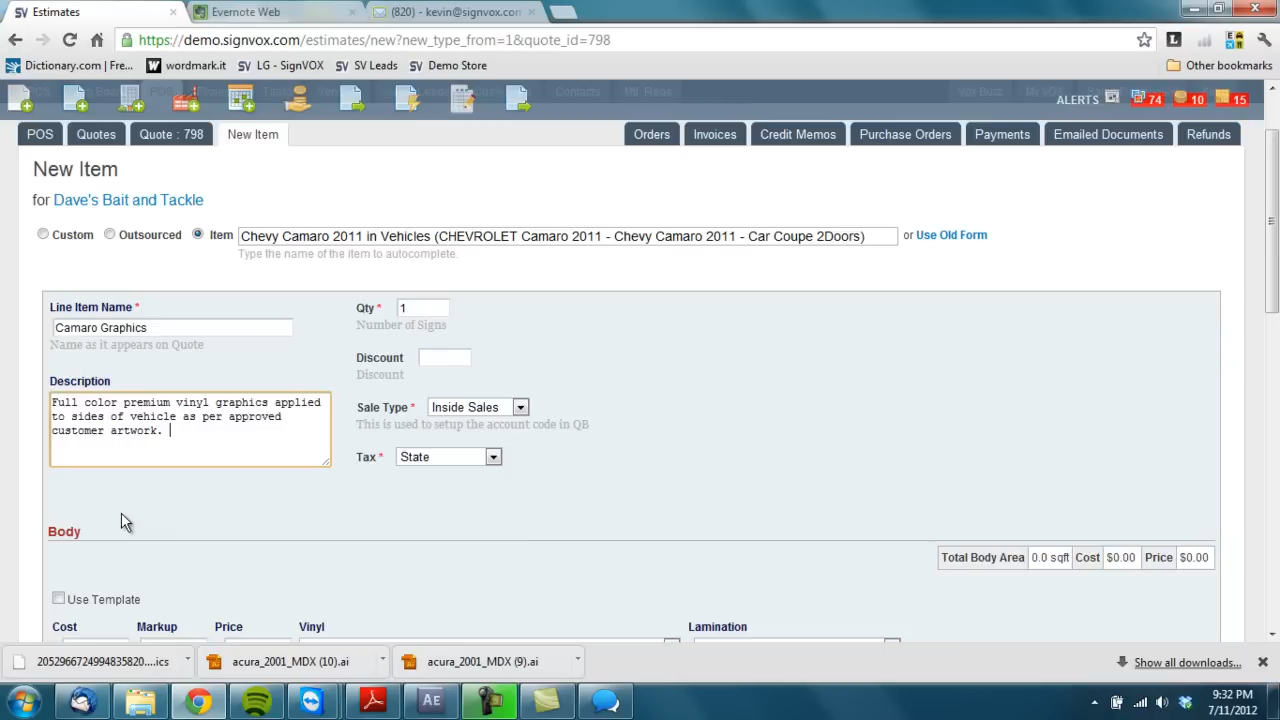 SV Estimates
Evernote Web
(820) - kevin@signvox.com
https://demo.signvox.com/estimates/new?new_type_from=1&quote_id=798
Dictionary.com | Fre...
W wordmark.it
SV LG - SignVOX
SV SV Leads
SV Demo Store
Other bookmarks
Contacts
Mtl. Reqs
Vox Buzz
ALERTS 74 10 15
POS
Quotes
Quote : 798
New Item
Orders
Invoices
Credit Memos
Purchase Orders
Payments
Emailed Documents
Refunds
New Item
for Dave's Bait and Tackle
Custom
Outsourced
Item
Chevy Camaro 2011 in Vehicles (CHEVROLET Camaro 2011 - Chevy Camaro 2011 - Car Coupe 2Doors)
or Use Old Form
Type the name of the item to autocomplete.
Line Item Name *
Camaro Graphics
Name as it appears on Quote
Qty * 1
Number of Signs
Discount
Discount
Description
Full color premium vinyl graphics applied
to sides of vehicle as per approved
customer artwork.
Sale Type * Inside Sales
This is used to setup the account code in QB
Tax * State
Body
Total Body Area 0.0 sqft Cost $0.00 Price $0.00
Use Template
Cost
Markup
Price
Vinyl
Lamination
2052966724994835820....ics
acura_2001_MDX (10).ai
acura_2001_MDX (9).ai
Show all downloads...
AE
9:32 PM
7/11/2012